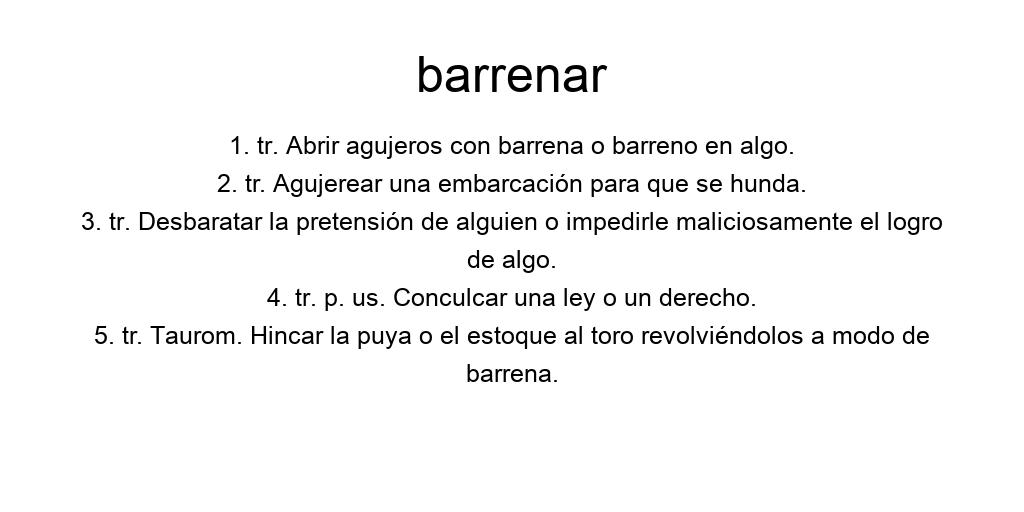 barrenar
1. tr. Abrir agujeros con barrena o barreno en algo.
2. tr. Agujerear una embarcación para que se hunda.
3. tr. Desbaratar la pretensión de alguien o impedirle maliciosamente el logro
de algo.
4. tr. p. us. Conculcar una ley o un derecho.
5. tr. Taurom. Hincar la puya o el estoque al toro revolviéndolos a modo de
barrena.